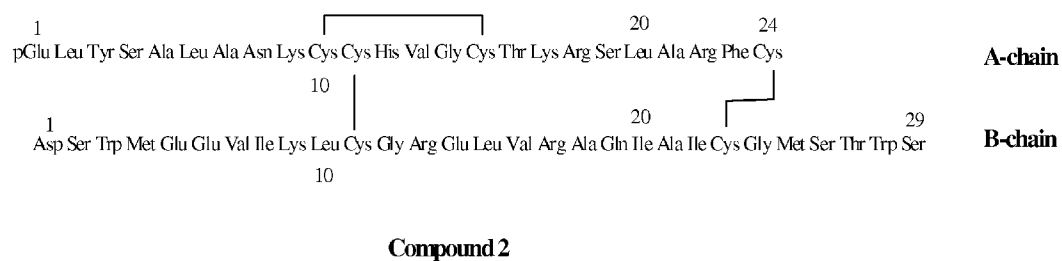 1 20 24
pGlu Leu Tyr Ser Ala Leu Ala Asn Lys Cys Cys His Val Gly Cys Thr Lys Arg Ser Leu Ala Arg Phe Cys A-chain
10
1 20 29
Asp Ser Trp Met Glu Glu Val Ile Lys Leu Cys Gly Arg Glu Leu Val Arg Ala Gln Ile Ala Ile Cys Gly Met Ser Thr Trp Ser B-chain
10
Compound 2